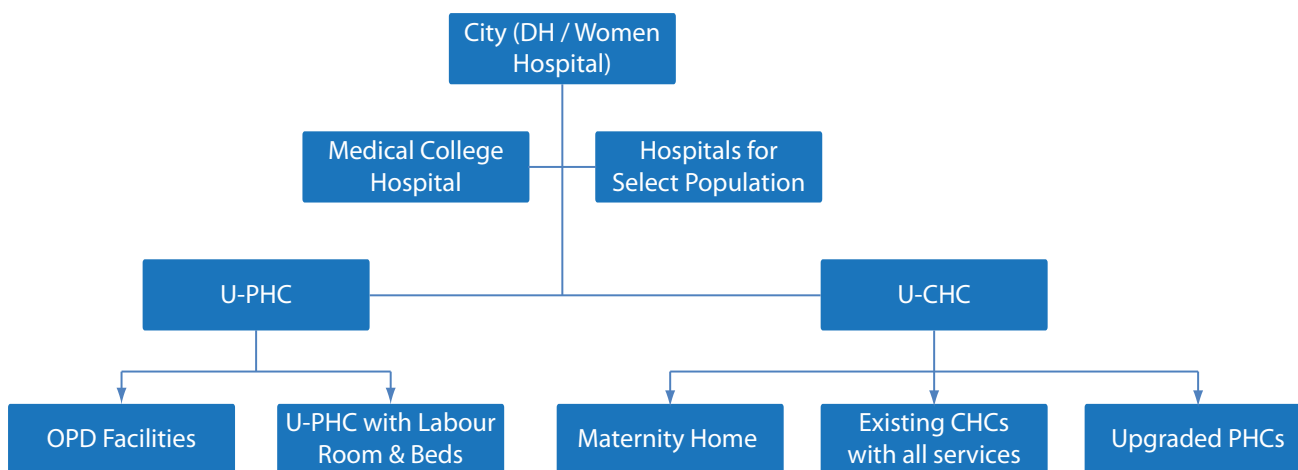 City (DH / Women
Hospital)
Medical College
Hospital
Hospitals for
Select Population
U-PHC
U-CHC
OPD Facilities
U-PHC with Labour
Room & Beds
Maternity Home
Existing CHCs
with all services
Upgraded PHCs